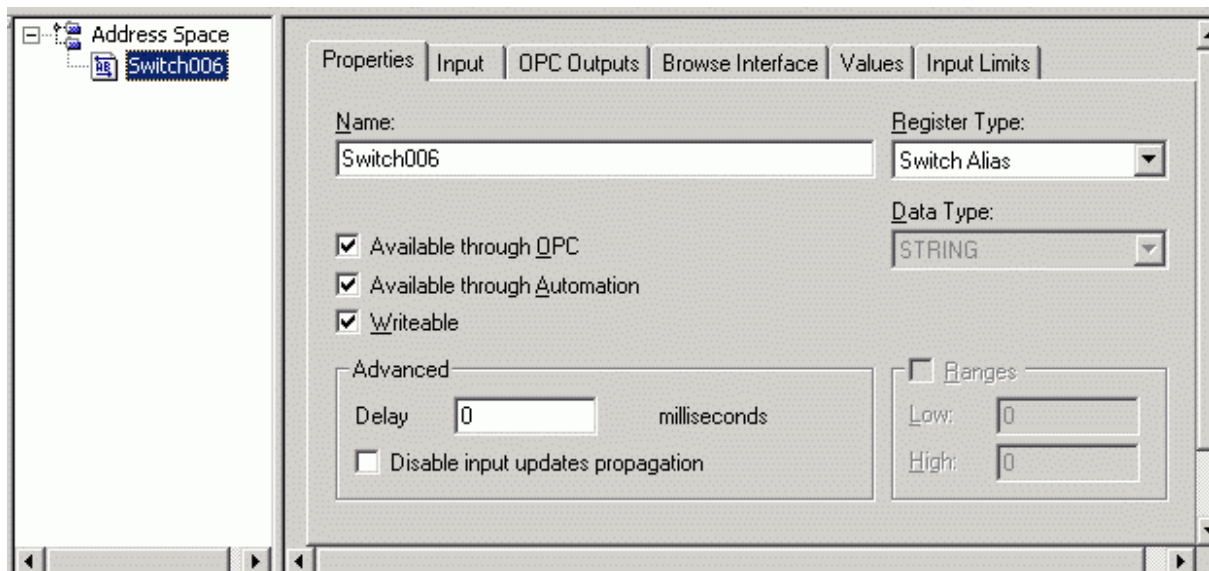 Address Space
Switch006
Properties Input OPC Outputs Browse Interface Values Input Limits
Name:
Switch006
Register Type:
Switch Alias
Data Type:
STRING
Available through OPC
Available through Automation
Writeable
Advanced
Delay 0 milliseconds
Disable input updates propagation
Ranges
Low: 0
High: 0